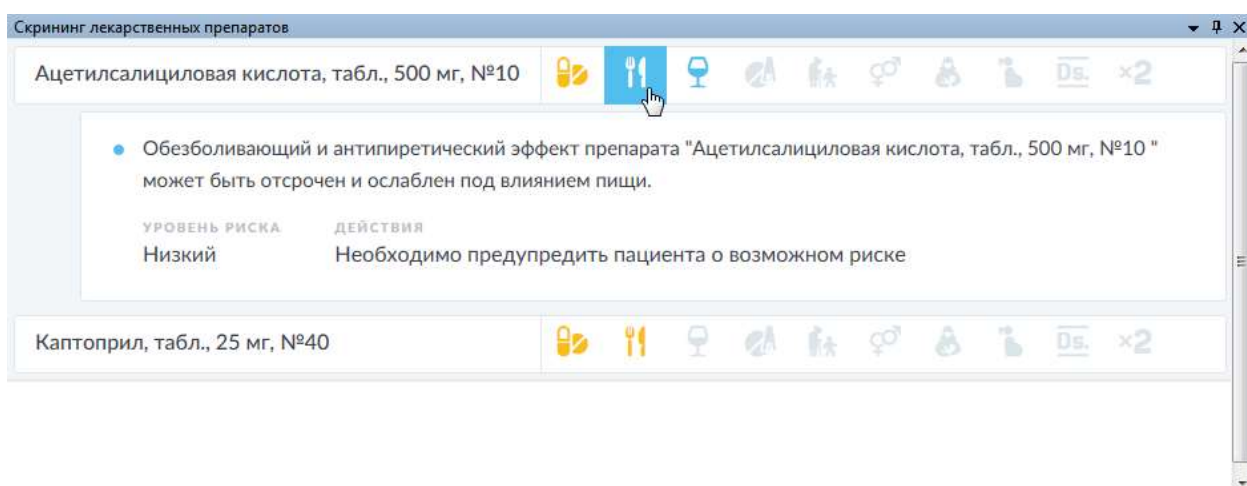 Скрининг лекарственных препаратов
Ацетилсалициловая кислота, табл., 500 мг, №10
Ds. ×2
Обезболивающий и антипиретический эффект препарата "Ацетилсалициловая кислота, табл., 500 мг, №10 "
может быть отсрочен и ослаблен под влиянием пищи.
УРОВЕНЬ РИСКА ДЕЙСТВИЯ
Низкий Необходимо предупредить пациента о возможном риске
Каптоприл, табл., 25 мг, №40
Ds. ×2